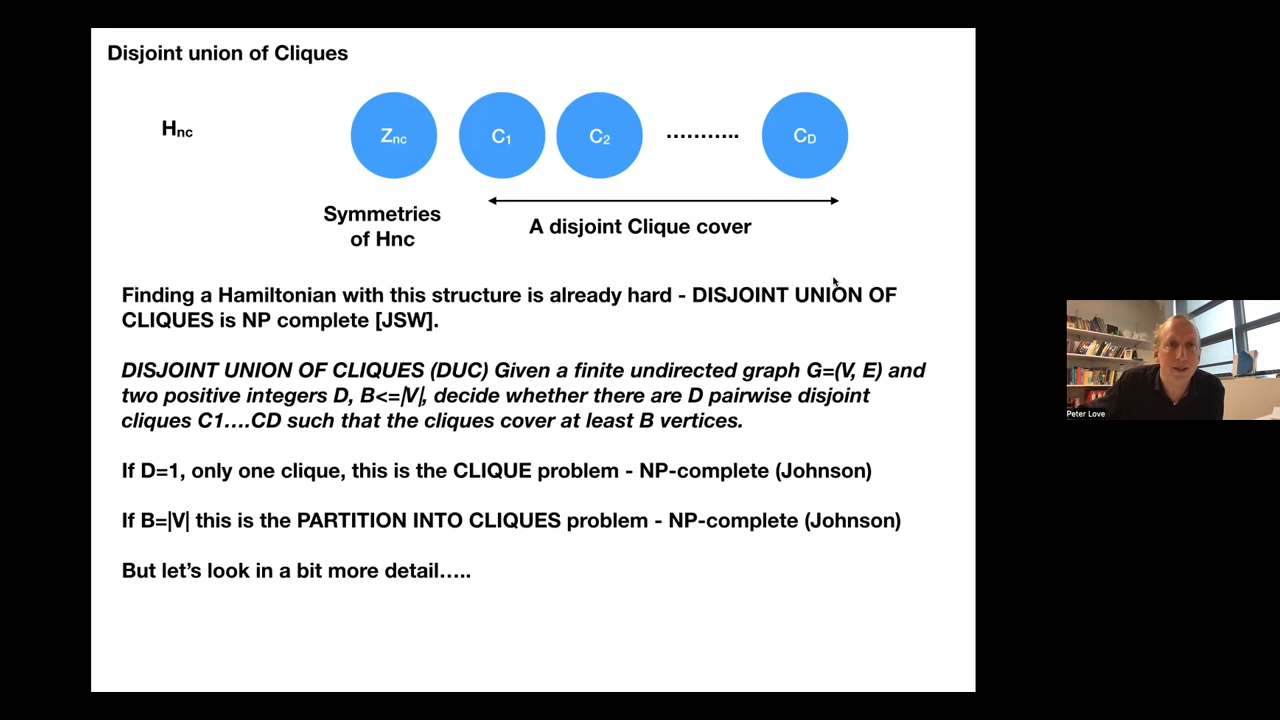 Disjoint union of Cliques
Hnc
Znc
C1
C2
...........
CD
Symmetries
of Hnc
A disjoint Clique cover
Finding a Hamiltonian with this structure is already hard - DISJOINT UNION OF
CLIQUES is NP complete [JSW].
DISJOINT UNION OF CLIQUES (DUC) Given a finite undirected graph G=(V, E) and
two positive integers D, B<=|V|, decide whether there are D pairwise disjoint
cliques C1....CD such that the cliques cover at least B vertices.
If D=1, only one clique, this is the CLIQUE problem - NP-complete (Johnson)
If B=|V| this is the PARTITION INTO CLIQUES problem - NP-complete (Johnson)
But let’s look in a bit more detail.....
Peter Love